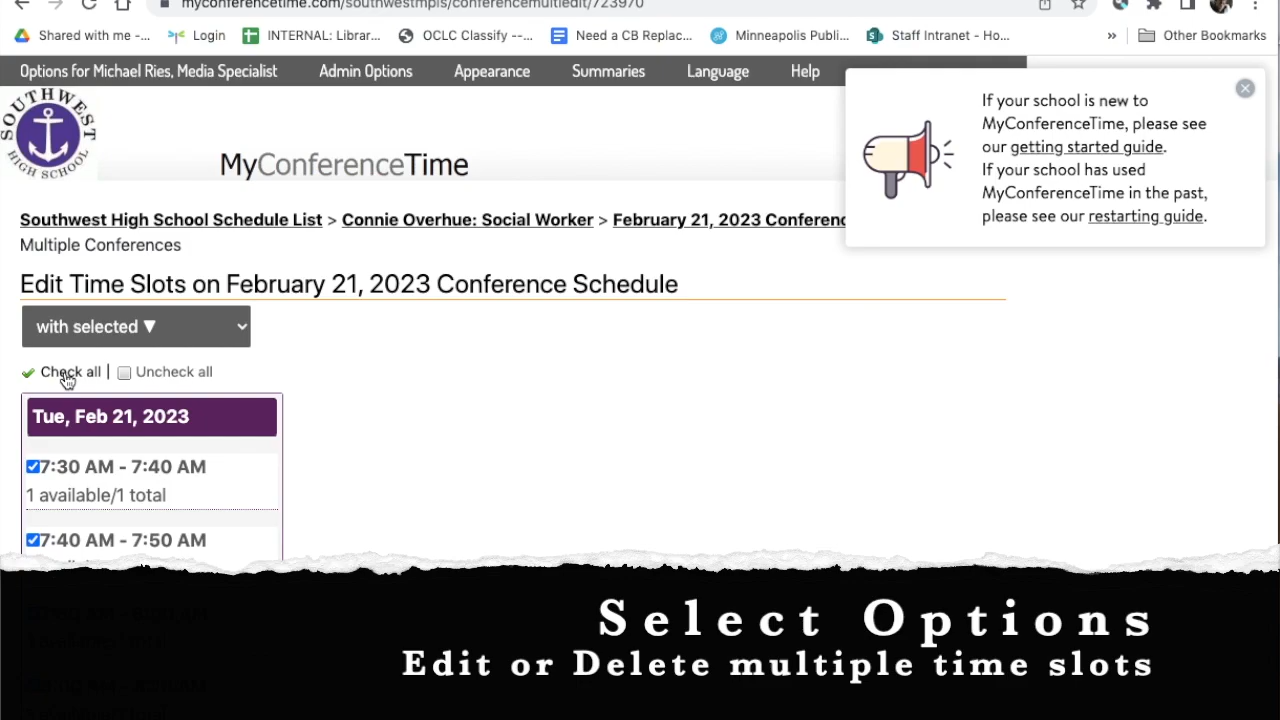 myconferencetime.com/southwestmpls/conferencemultiedit/723970
Shared with me -... Login INTERNAL: Librar... OCLC Classify --... Need a CB Replac... Minneapolis Publi... Staff Intranet - Ho... » Other Bookmarks
Options for Michael Ries, Media Specialist Admin Options Appearance Summaries Language Help
SOUTHWEST
HIGH SCHOOL
MyConferenceTime
If your school is new to
MyConferenceTime, please see
our getting started guide.
If your school has used
MyConferenceTime in the past,
please see our restarting guide.
Southwest High School Schedule List > Connie Overhue: Social Worker > February 21, 2023 Conferenc
Multiple Conferences
Edit Time Slots on February 21, 2023 Conference Schedule
with selected ▼
Check all | Uncheck all
Tue, Feb 21, 2023
7:30 AM - 7:40 AM
1 available/1 total
7:40 AM - 7:50 AM
Select Options
Edit or Delete multiple time slots